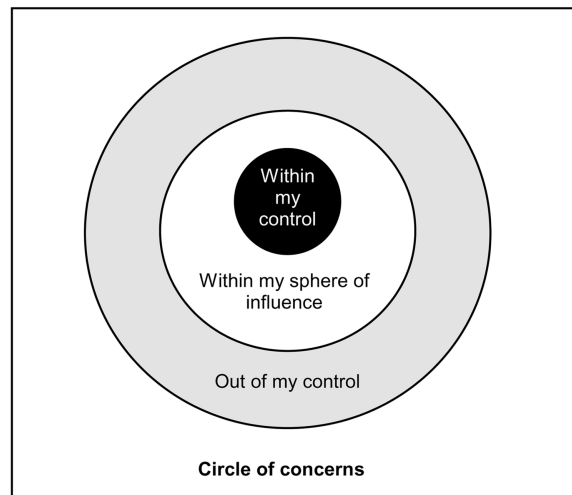 Within
my
control
Within my sphere of
influence
Out of my control
Circle of concerns